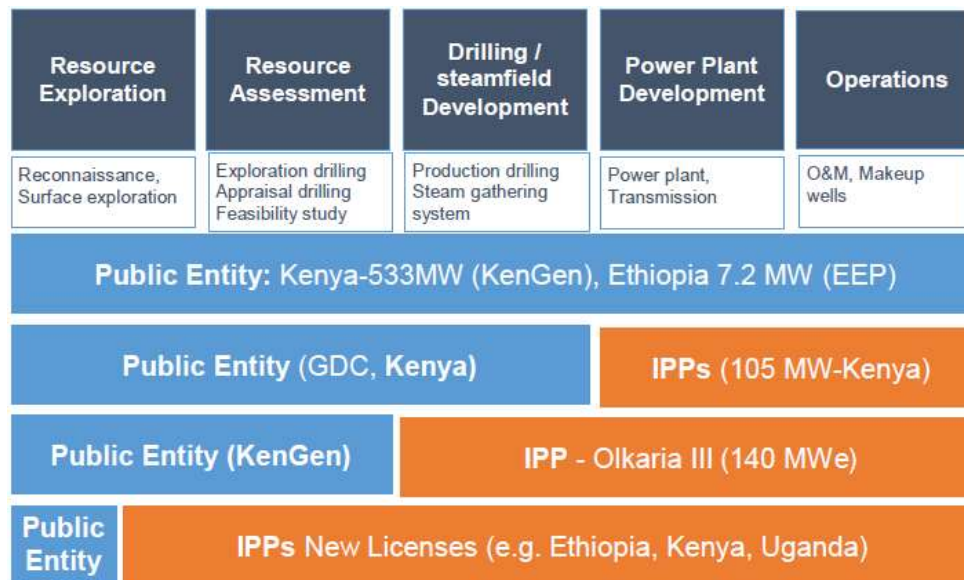 Resource
Exploration
Resource
Assessment
Drilling /
steamfield
Development
Power Plant
Development
Operations
Reconnaissance,
Surface exploration
Exploration drilling
Appraisal drilling
Feasibility study
Production drilling
Steam gathering
system
Power plant,
Transmission
O&M, Makeup
wells
Public Entity: Kenya-533MW (KenGen), Ethiopia 7.2 MW (EEP)
Public Entity (GDC, Kenya)
IPPs (105 MW-Kenya)
Public Entity (KenGen)
IPP - Olkaria III (140 MWe)
Public
Entity
IPPs New Licenses (e.g. Ethiopia, Kenya, Uganda)